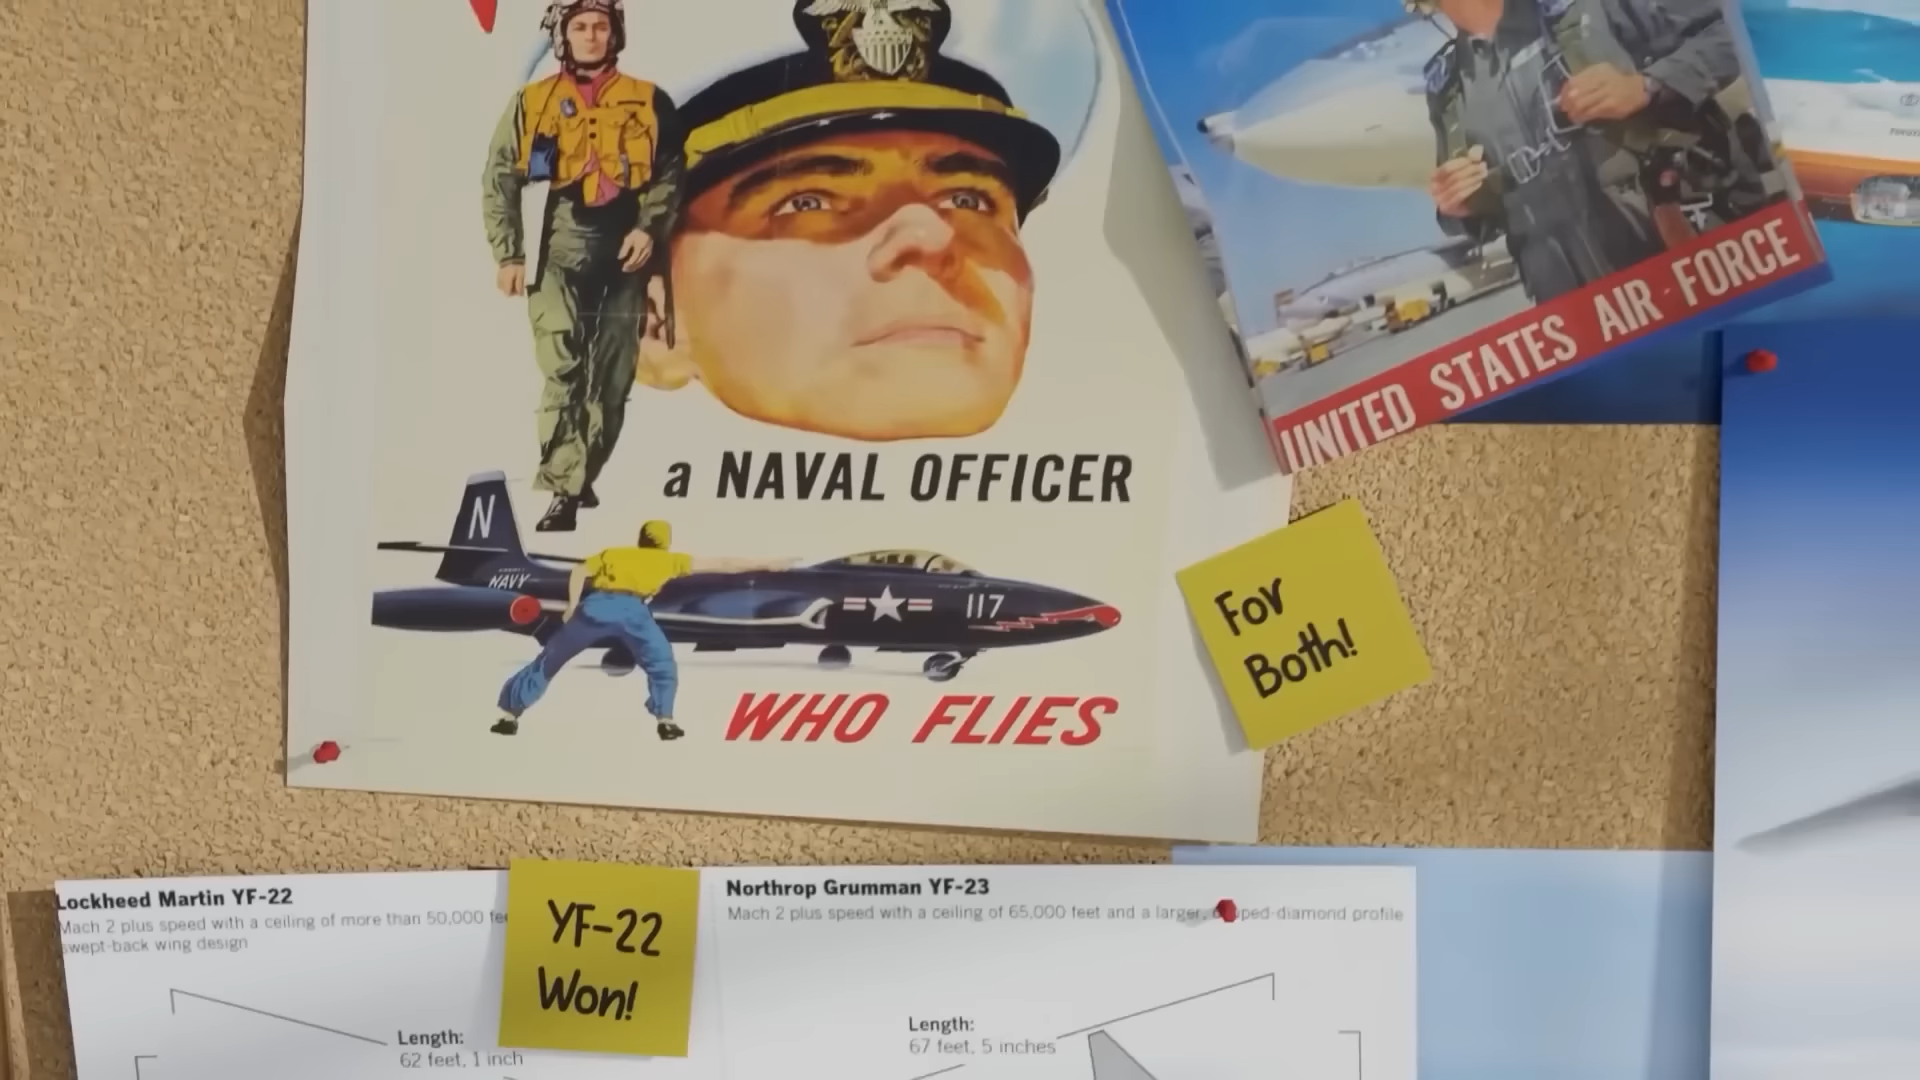 UNITED STATES AIR FORCE
a NAVAL OFFICER
N
NAVY
117
WHO FLIES
For
Both!
Lockheed Martin YF-22
Mach 2 plus speed with a ceiling of more than 50,000
swept-back wing design
Length:
62 feet, 1 inch
YF-22
Won!
Northrop Grumman YF-23
Mach 2 plus speed with a ceiling of 65,000 feet and a larger, profile
Length:
67 feet, 5 inches